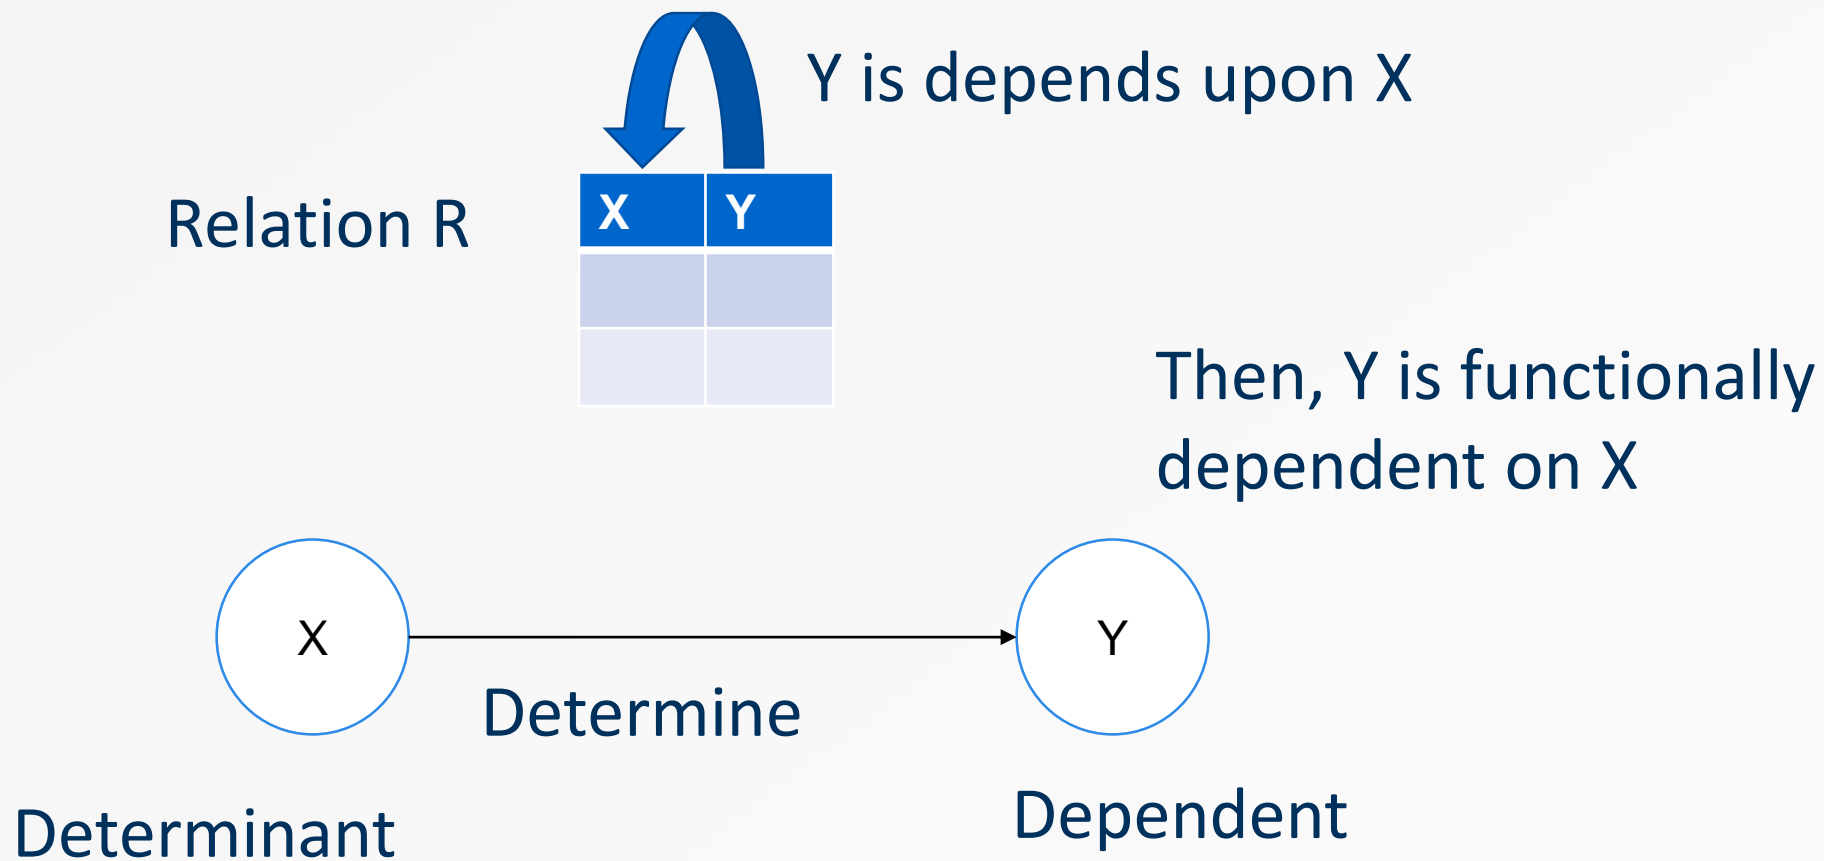 Y is depends upon X
Relation R
X Y
Then, Y is functionally
dependent on X
X
Y
Determine
Determinant
Dependent